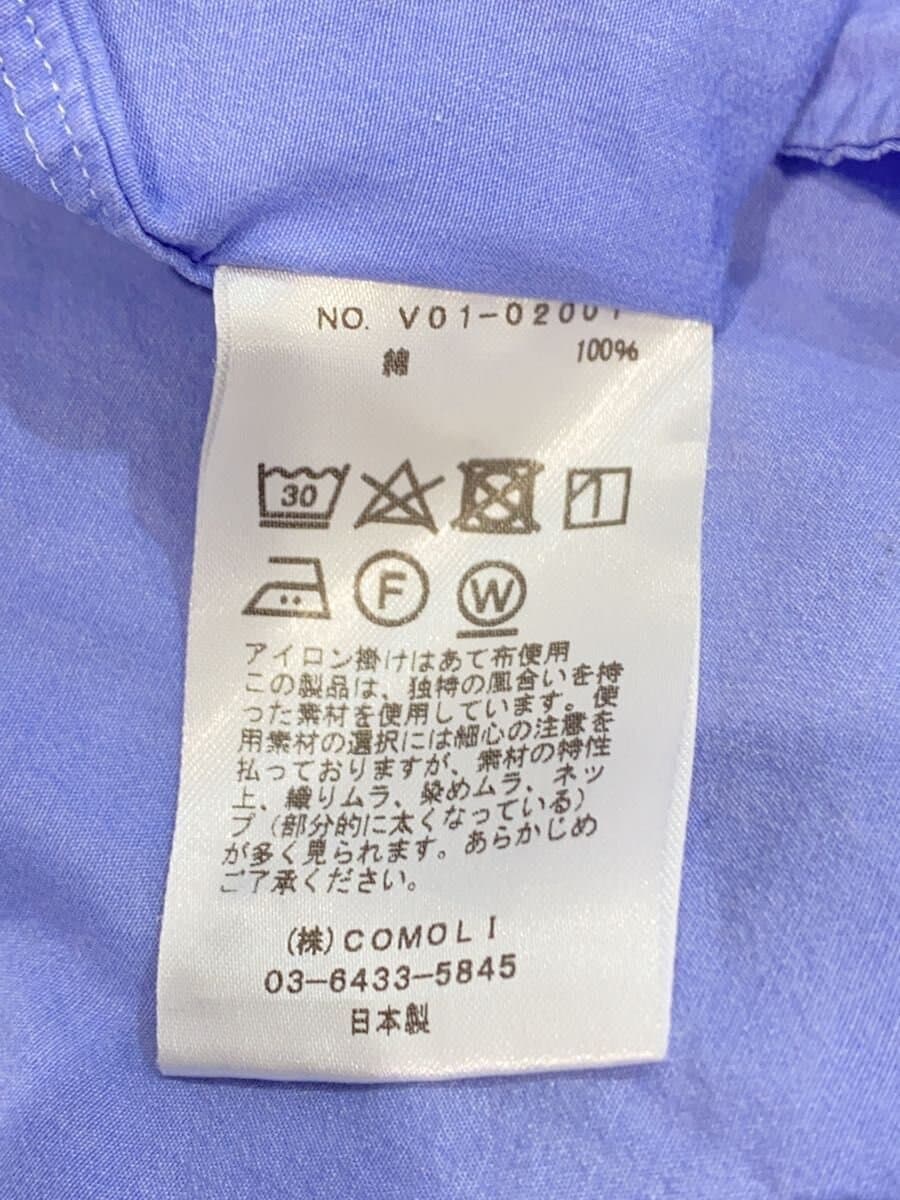 NO. V01-02001
綿 100%
30
1
F
W
アイロン掛けはあて布使用
この製品は、独特の風合いを持
った素材を使用しています。使
用素材の選択には細心の注意を
払っておりますが、素材の特性
上、織りムラ、染めムラ、ネッ
プ(部分的に太くなっている)
が多く見られます。あらかじめ
ご了承ください。
(株)COMOLI
03-6433-5845
日本製